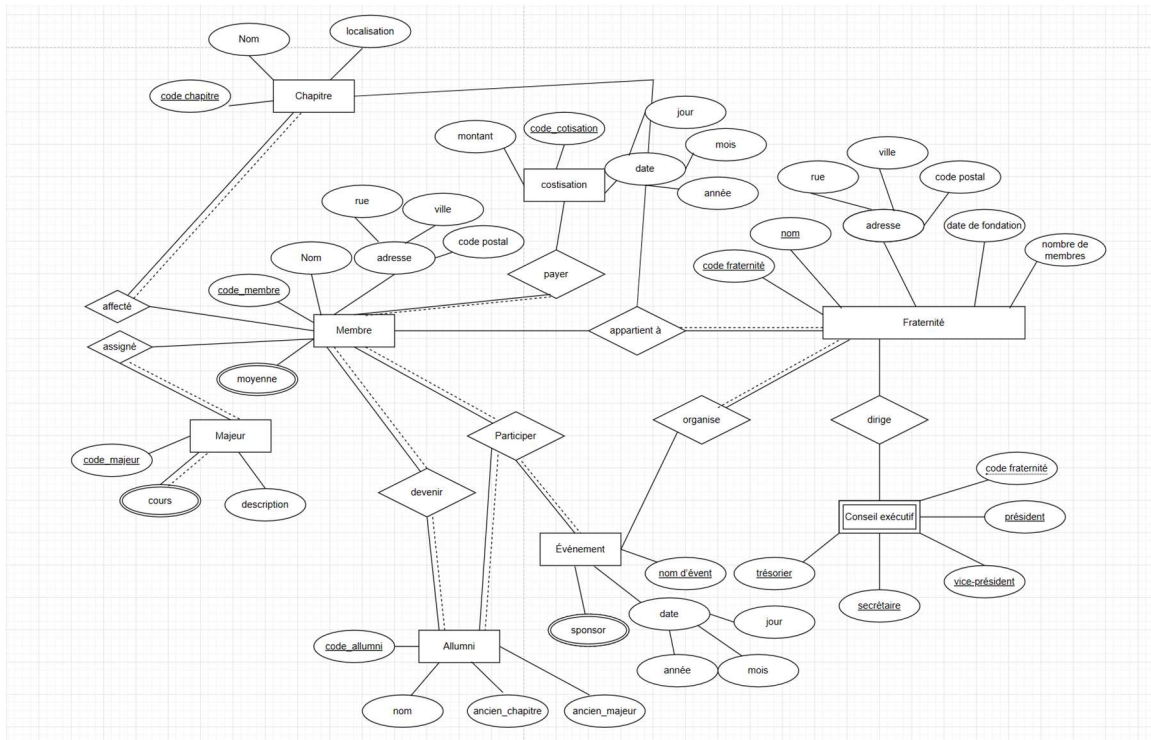 Nom
localisation
code chapitre
Chapitre
jour
montant
code_cotisation
mois
date
costisation
année
ville
rue
code postal
adresse
date de fondation
nom
nombre de
membres
code fraternité
rue
ville
code postal
Nom
adresse
payer
code_membre
affecté
Membre
appartient à
Fraternité
assigné
moyenne
Majeur
Participer
organise
dirige
code_majeur
cours
description
devenir
code fraternité
Conseil exécutif
président
Événement
nom d'évent
trésorier
vice-président
secrétaire
date
jour
sponsor
code_allumni
Allumni
année
mois
nom
ancien_chapitre
ancien_majeur